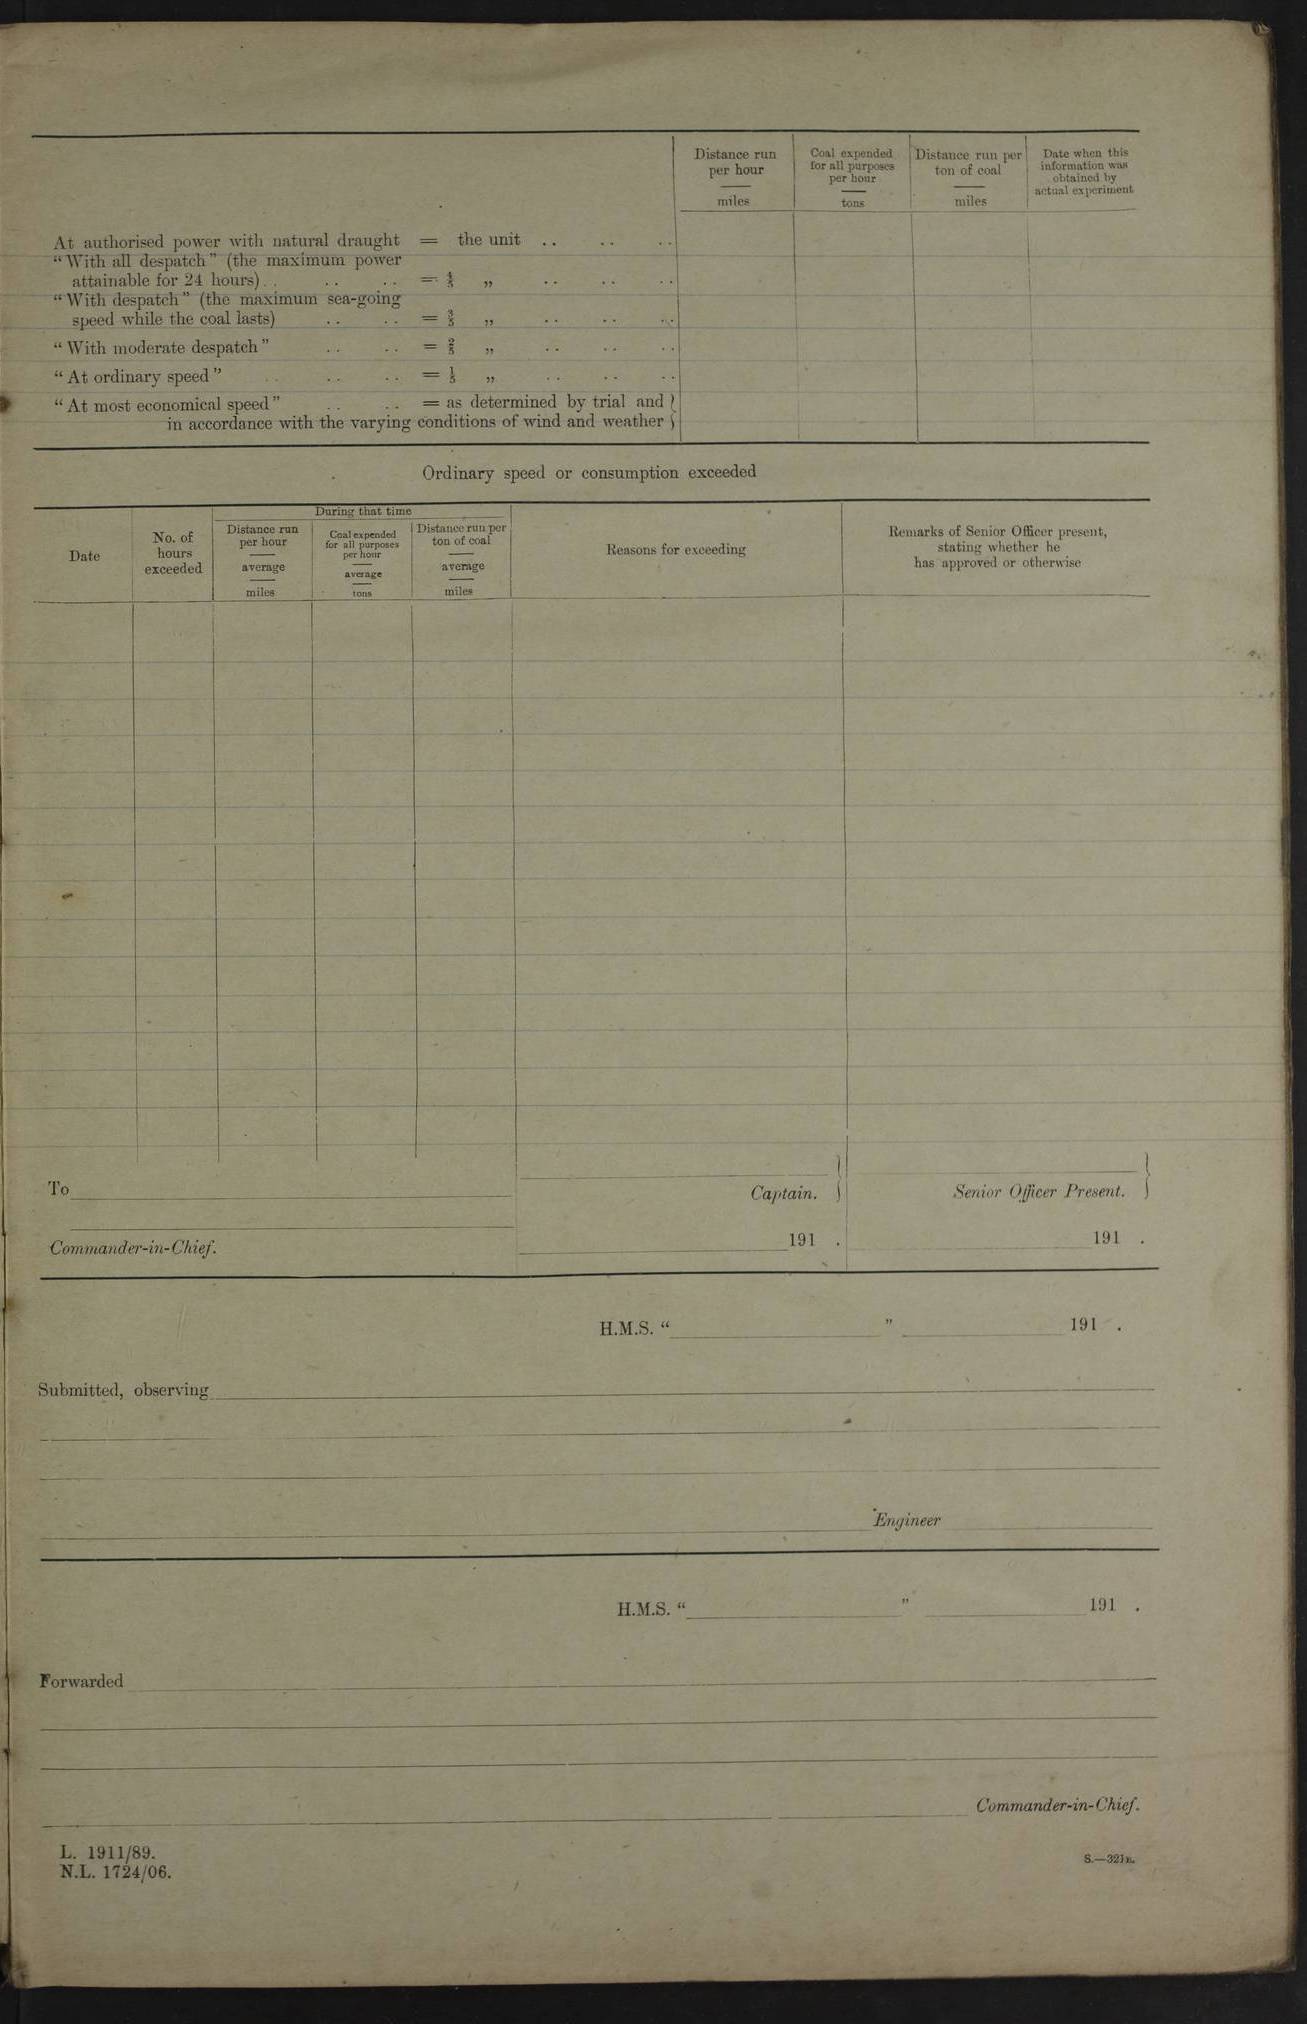 Distance run per hour — miles
Coal expended for all purposes per hour — tons
Distance run per ton of coal — miles
Date when this information was obtained by actual experiment
At authorised power with natural draught = the unit .. .. ..
“With all despatch” (the maximum power
attainable for 24 hours) .. .. .. = 4/5 „ .. .. ..
“With despatch” (the maximum sea-going
speed while the coal lasts) .. .. = 3/5 „ .. .. ..
“With moderate despatch” .. .. = 2/5 „ .. .. ..
“At ordinary speed” .. .. .. = 1/5 „ .. .. ..
“At most economical speed” .. .. = as determined by trial and }
in accordance with the varying conditions of wind and weather }
Ordinary speed or consumption exceeded
Date
No. of hours exceeded
During that time
Distance run per hour — average — miles
Coal expended for all purposes per hour — average — tons
Distance run per ton of coal — average — miles
Reasons for exceeding
Remarks of Senior Officer present,
stating whether he
has approved or otherwise
To
Captain. }
Senior Officer Present. }
Commander-in-Chief.
191 .
191 .
H.M.S. “ ” 191 .
Submitted, observing
Engineer
H.M.S. “ ” 191 .
Forwarded
Commander-in-Chief.
L. 1911/89.
N.L. 1724/06.
S.—321E.